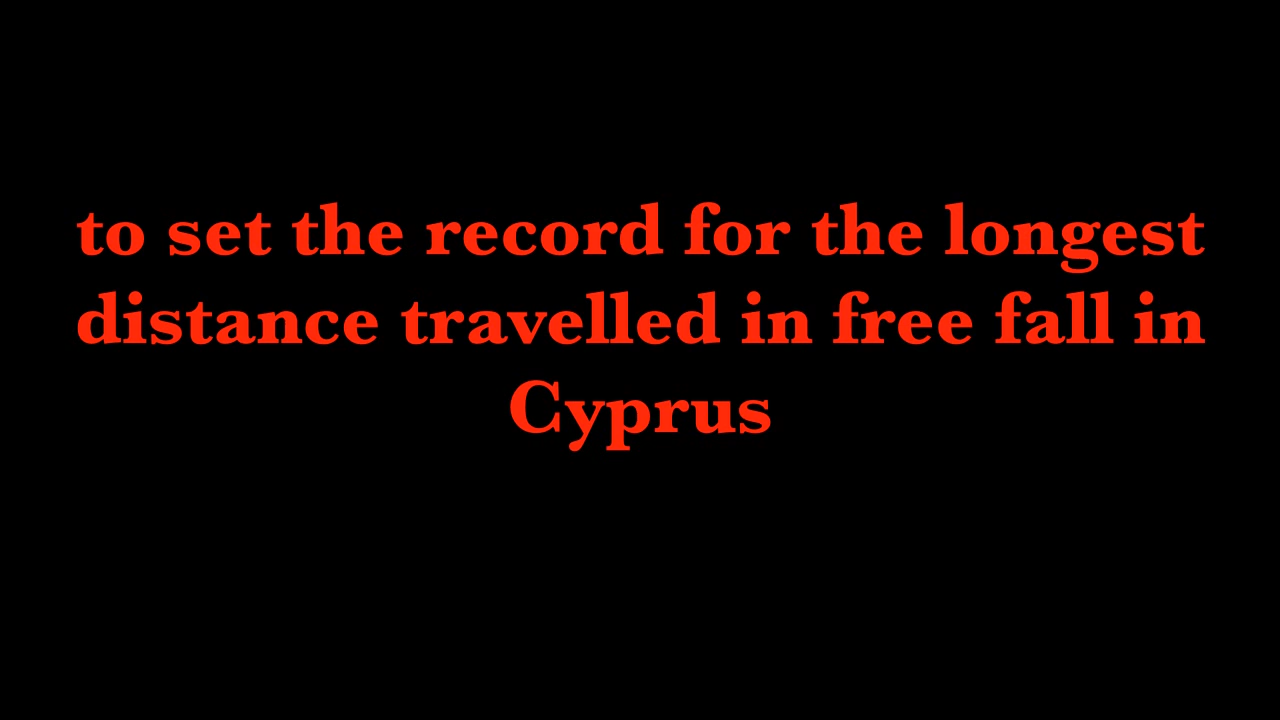 to set the record for the longest
distance travelled in free fall in
Cyprus